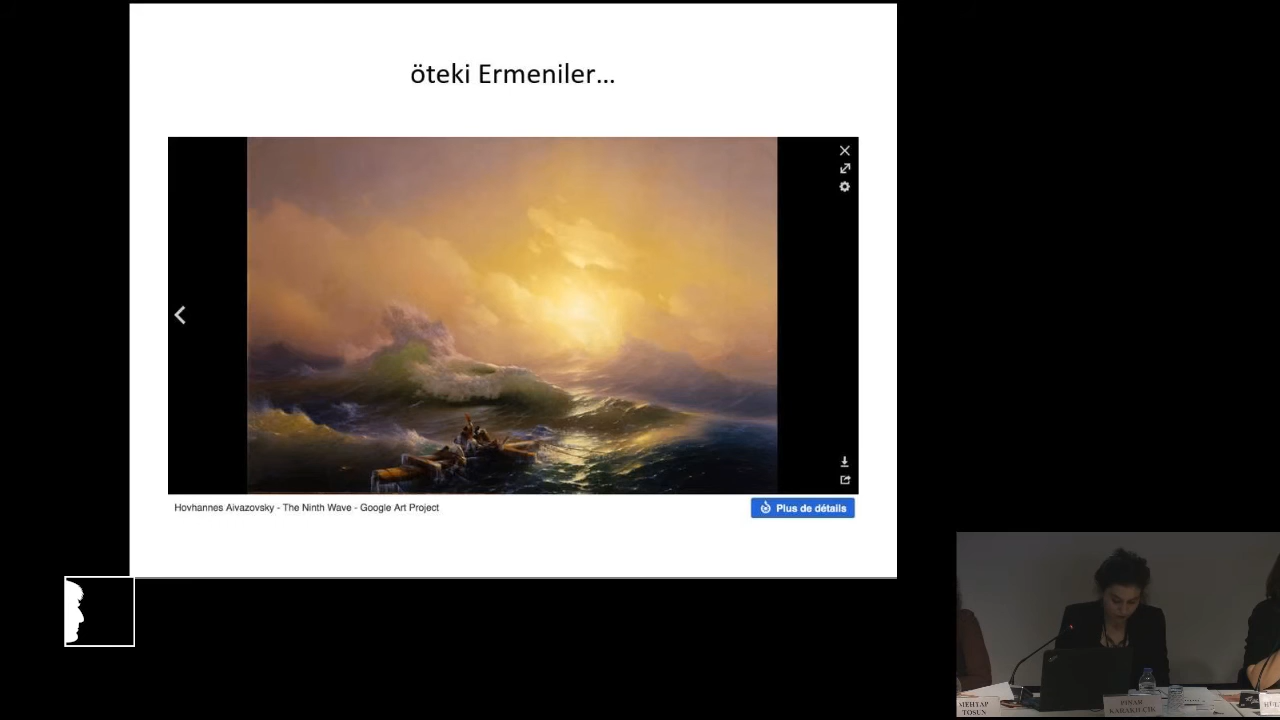 öteki Ermeniler...
Hovhannes Aivazovsky - The Ninth Wave - Google Art Project
Plus de détails
MEHTAP
TOSUN
PINAR